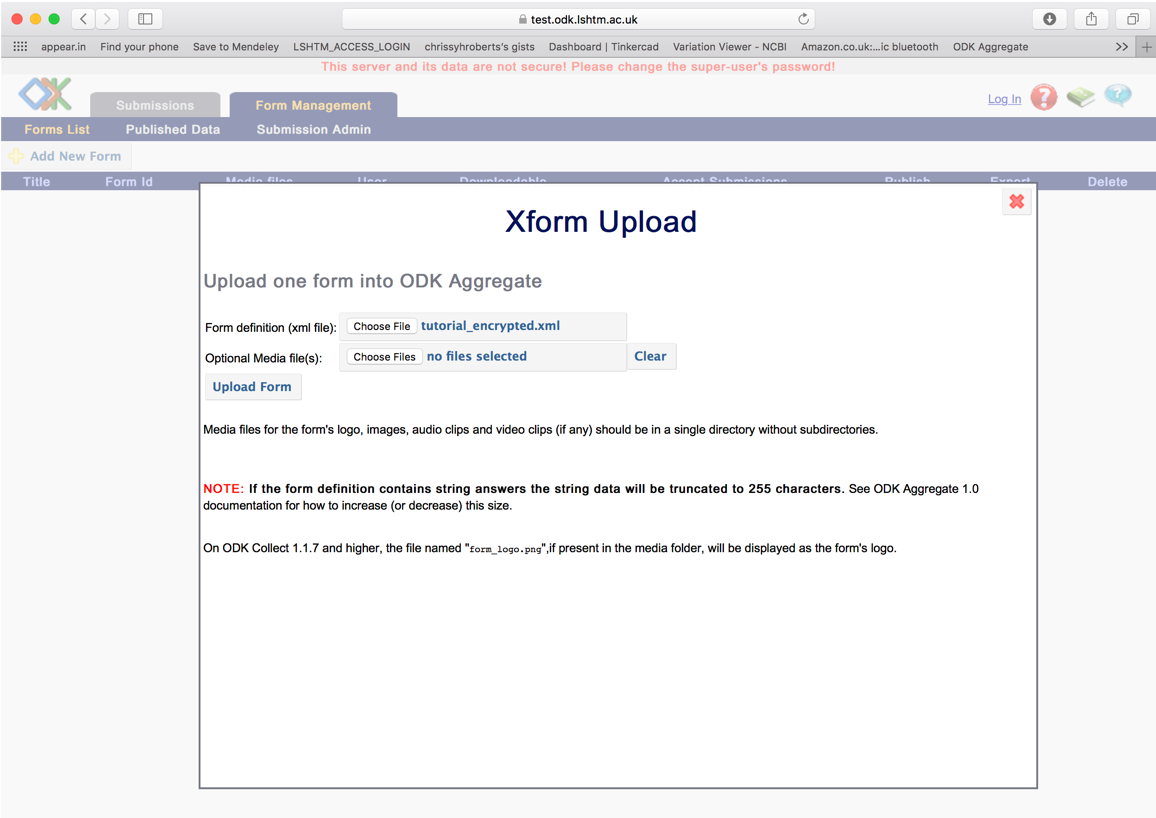 test.odk.lshtm.ac.uk
appear.in Find your phone Save to Mendeley LSHTM_ACCESS_LOGIN chrissyhroberts's gists Dashboard | Tinkercad Variation Viewer - NCBI Amazon.co.uk:...ic bluetooth ODK Aggregate >>
This server and its data are not secure! Please change the super-user's password!
Submissions Form Management Log In
Forms List Published Data Submission Admin
Add New Form
Title Form Id Media files User Downloadable Accept Submissions Publish Export Delete
Xform Upload
Upload one form into ODK Aggregate
Form definition (xml file): Choose File tutorial_encrypted.xml
Optional Media file(s): Choose Files no files selected Clear
Upload Form
Media files for the form's logo, images, audio clips and video clips (if any) should be in a single directory without subdirectories.
NOTE: If the form definition contains string answers the string data will be truncated to 255 characters. See ODK Aggregate 1.0
documentation for how to increase (or decrease) this size.
On ODK Collect 1.1.7 and higher, the file named "form_logo.png",if present in the media folder, will be displayed as the form's logo.